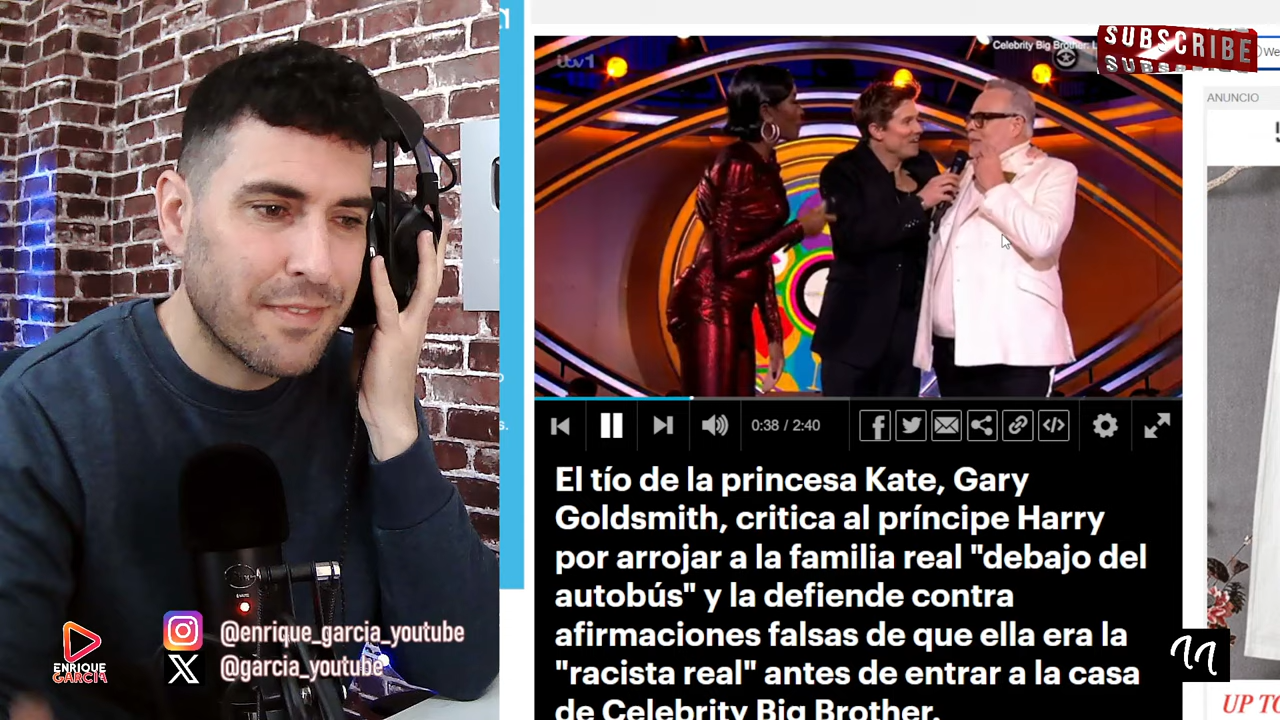 SUBSCRIBE
itv1
Celebrity Big Brother: L
ANUNCIO
0:38 / 2:40
El tío de la princesa Kate, Gary
Goldsmith, critica al príncipe Harry
por arrojar a la familia real "debajo del
autobús" y la defiende contra
afirmaciones falsas de que ella era la
"racista real" antes de entrar a la casa
de Celebrity Big Brother.
@enrique_garcia_youtube
@garcia_youtube
ENRIQUE
GARCIA
UP TO